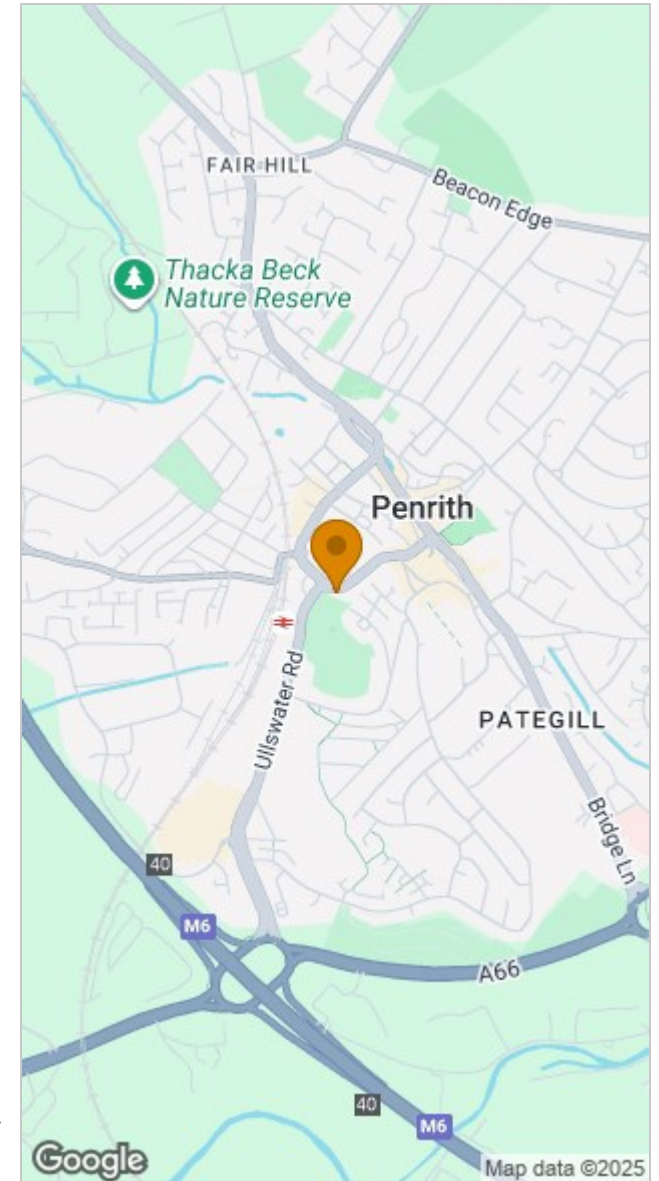 FAIR HILL
Beacon Edge
Thacka Beck
Nature Reserve
Penrith
Ullswater Rd
PATEGILL
Bridge Ln
40
M6
A66
40
M6
Google
Map data ©2025